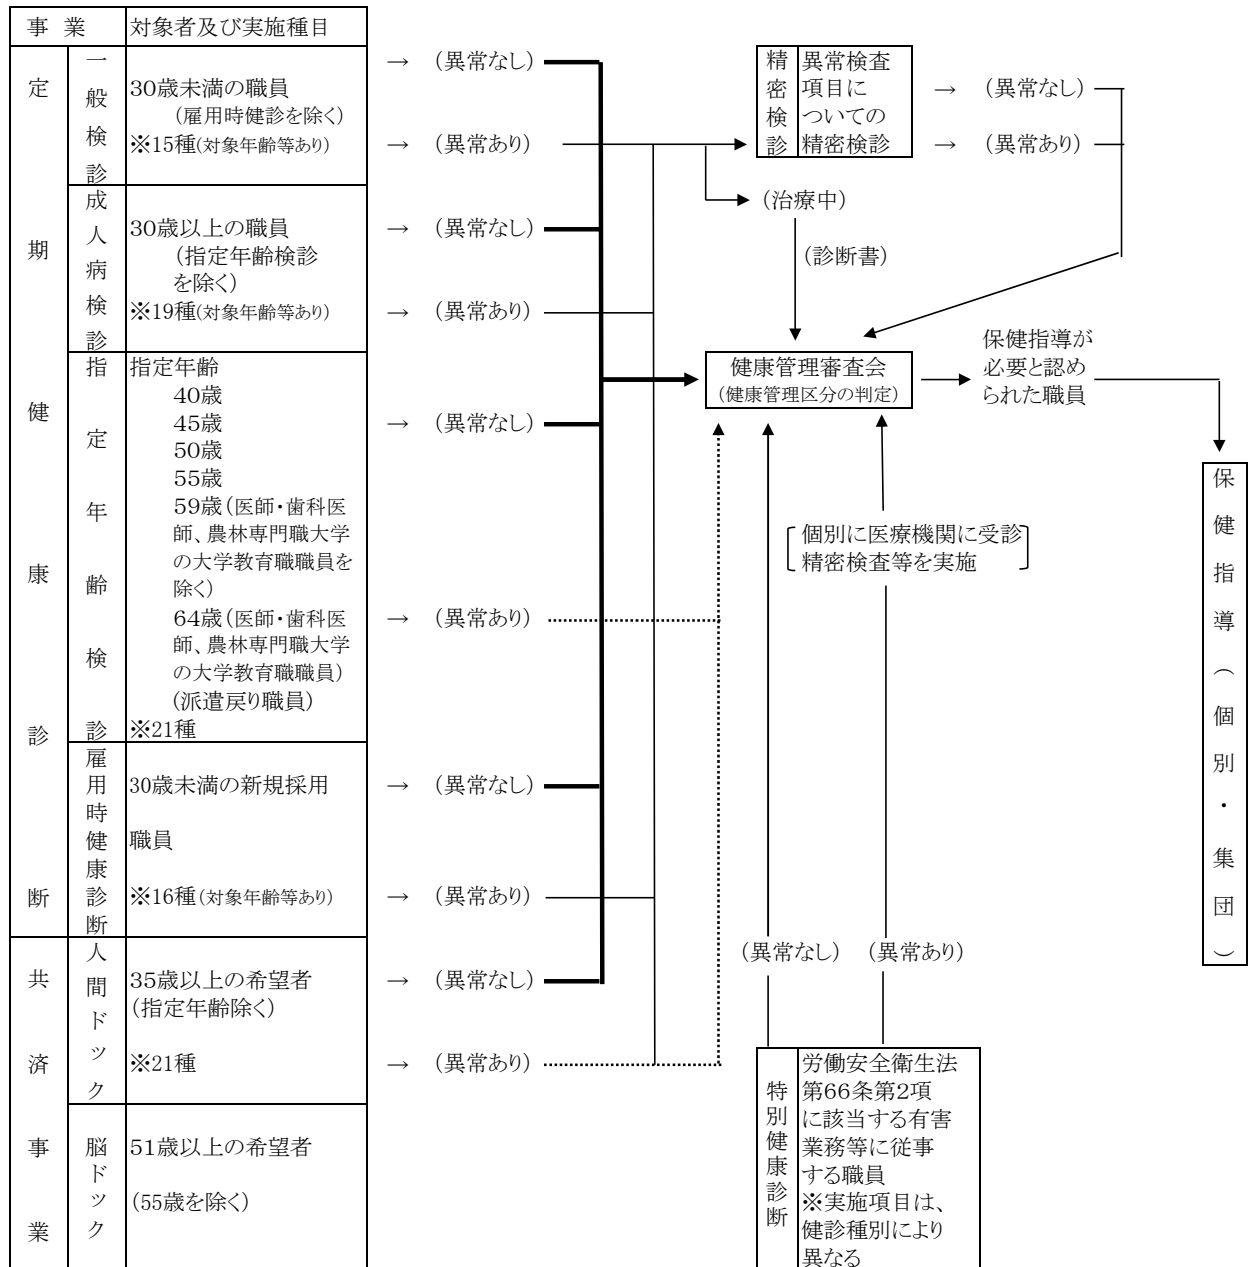 事 業 対象者及び実施種目
定期健康診断
一般検診
30歳未満の職員
(雇用時健診を除く)
※15種(対象年齢等あり)
→ (異常なし)
→ (異常あり)
成人病検診
30歳以上の職員
(指定年齢検診
を除く)
※19種(対象年齢等あり)
→ (異常なし)
→ (異常あり)
指定年齢検診
指定年齢
40歳
45歳
50歳
55歳
59歳(医師・歯科医
師、農林専門職大学
の大学教育職職員を
除く)
64歳(医師・歯科医
師、農林専門職大学
の大学教育職職員)
(派遣戻り職員)
※21種
→ (異常なし)
→ (異常あり)
雇用時健康診断
30歳未満の新規採用
職員
※16種(対象年齢等あり)
→ (異常なし)
→ (異常あり)
共済事業
人間ドック
35歳以上の希望者
(指定年齢除く)
※21種
→ (異常なし)
→ (異常あり)
脳ドック
51歳以上の希望者
(55歳を除く)
精密検診
異常検査
項目に
ついての
精密検診
→ (異常なし)
→ (異常あり)
(治療中)
(診断書)
健康管理審査会
(健康管理区分の判定)
保健指導が
必要と認め
られた職員
保健指導(個別・集団)
個別に医療機関に受診
精密検査等を実施
(異常なし) (異常あり)
特別健康診断
労働安全衛生法
第66条第2項
に該当する有害
業務等に従事
する職員
※実施項目は、
健診種別により
異なる